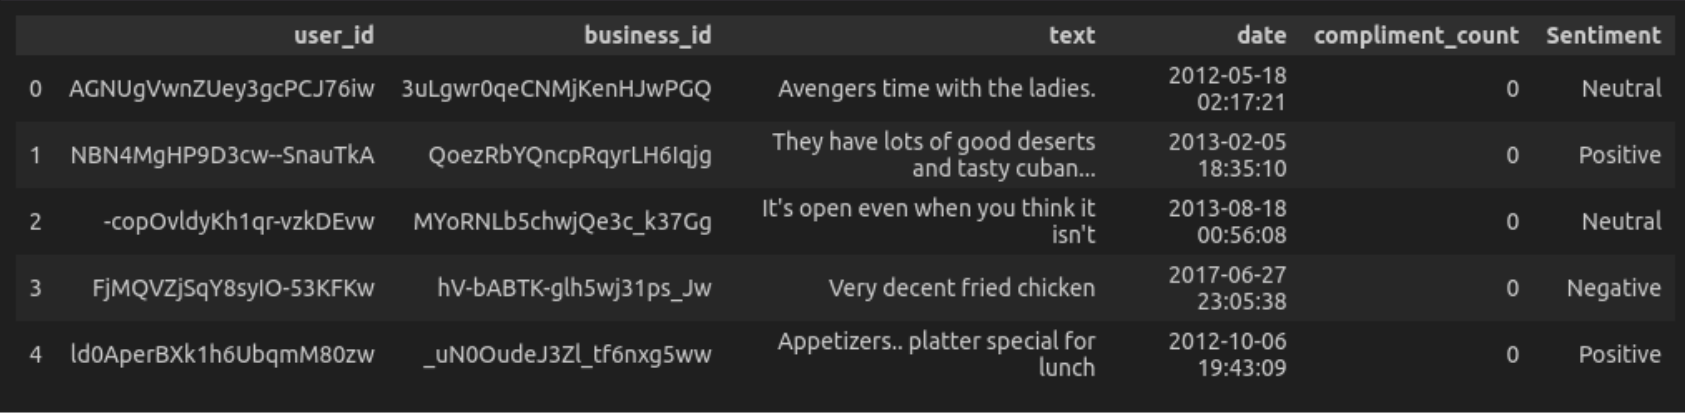 user_id business_id text date compliment_count Sentiment
0 AGNUgVwnZUey3gcPCJ76iw 3uLgwr0qeCNMjKenHJwPGQ Avengers time with the ladies. 2012-05-18
02:17:21 0 Neutral
1 NBN4MgHP9D3cw--SnauTkA QoezRbYQncpRqyrLH6Iqjg They have lots of good deserts
and tasty cuban... 2013-02-05
18:35:10 0 Positive
2 -copOvldyKh1qr-vzkDEvw MYoRNLb5chwjQe3c_k37Gg It's open even when you think it
isn't 2013-08-18
00:56:08 0 Neutral
3 FjMQVZjSqY8syIO-53KFKw hV-bABTK-glh5wj31ps_Jw Very decent fried chicken 2017-06-27
23:05:38 0 Negative
4 ld0AperBXk1h6UbqmM80zw _uN0OudeJ3Zl_tf6nxg5ww Appetizers.. platter special for
lunch 2012-10-06
19:43:09 0 Positive